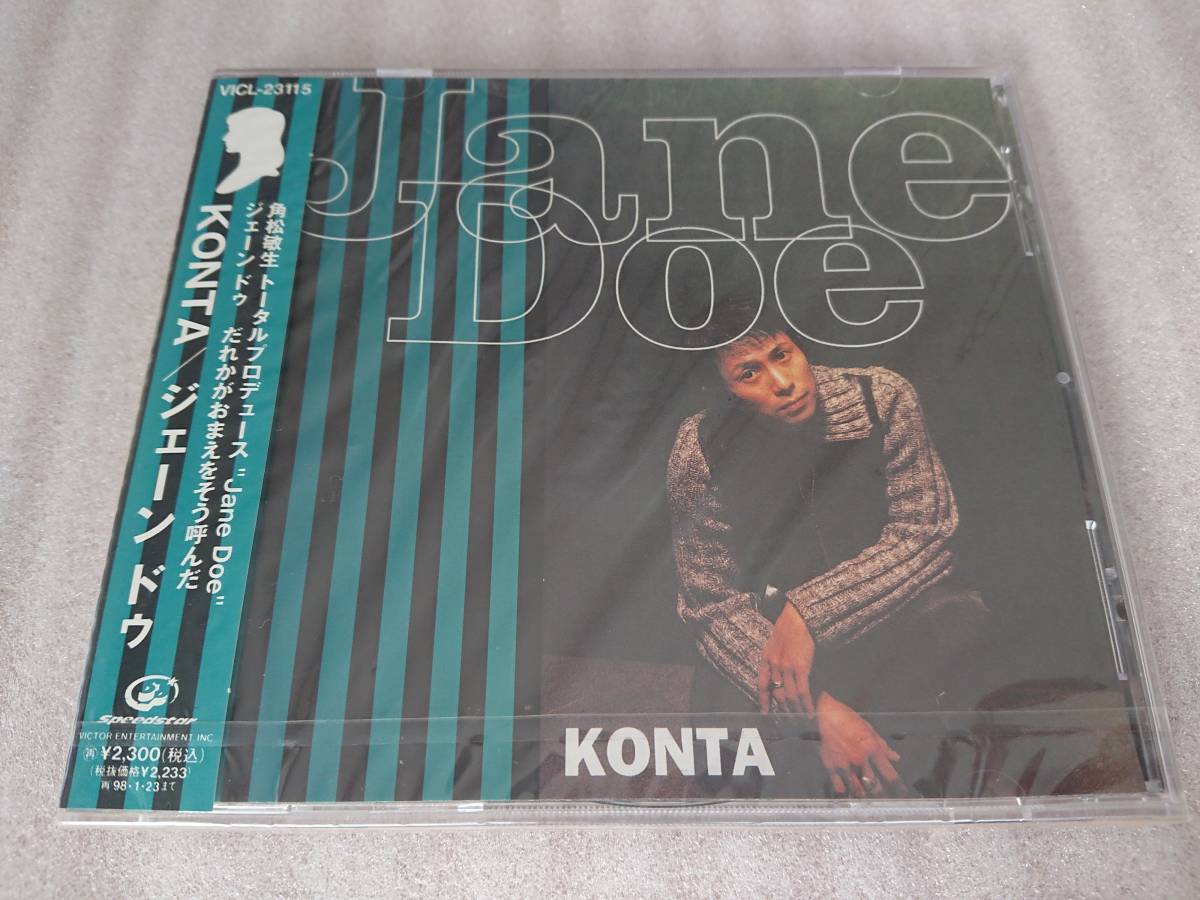 VICL-23115
角松敏生 トータルプロデュース "Jane Doe"
ジェーン ドゥ だれかがおまえをそう呼んだ
KONTA/ジェーン ドゥ
Speedstar
VICTOR ENTERTAINMENT INC.
再 ¥2,300(税込)
(税抜価格¥2,233)
再 98・1・23まで
Jane
Doe
KONTA